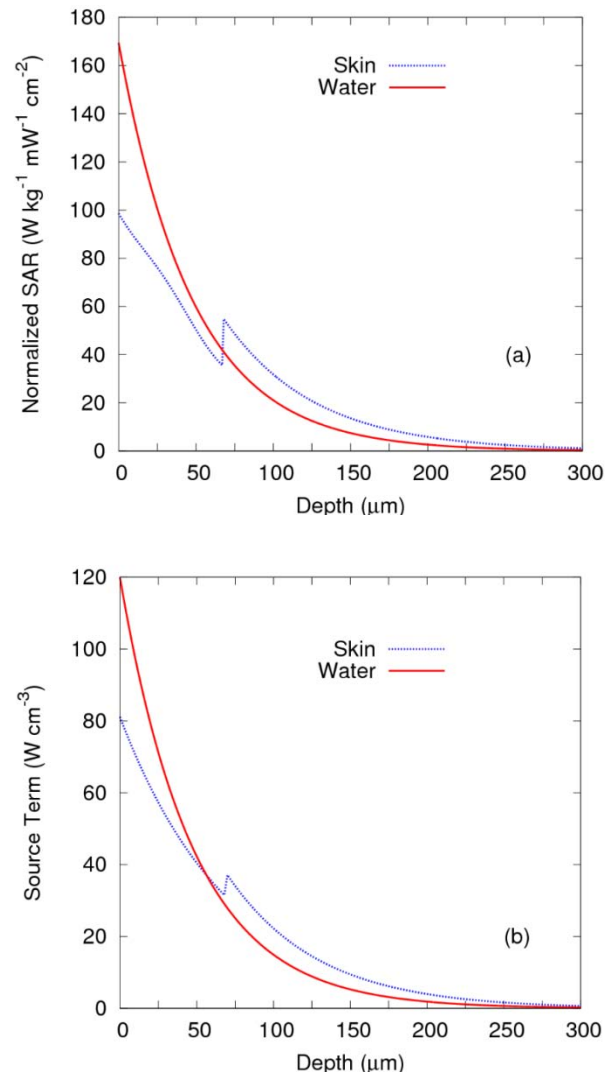 180
160
140
120
100
80
60
40
20
0
Normalized SAR (W kg⁻¹ mW⁻¹ cm⁻²)
Skin
Water
(a)
0 50 100 150 200 250 300
Depth (μm)
120
100
80
60
40
20
0
Source Term (W cm⁻³)
Skin
Water
(b)
0 50 100 150 200 250 300
Depth (μm)